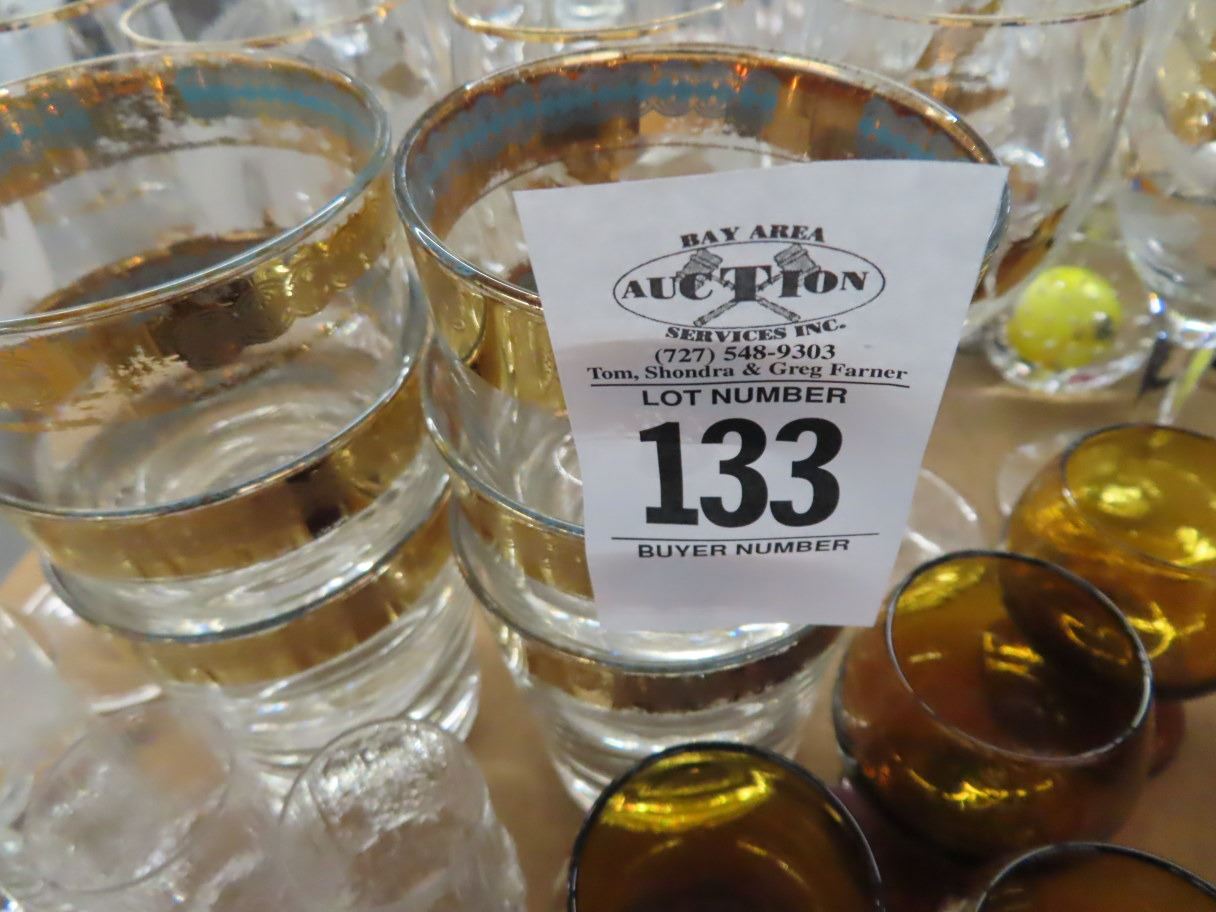 BAY AREA
AUCTION
SERVICES INC.
(727) 548-9303
Tom, Shondra & Greg Farner
LOT NUMBER
133
BUYER NUMBER